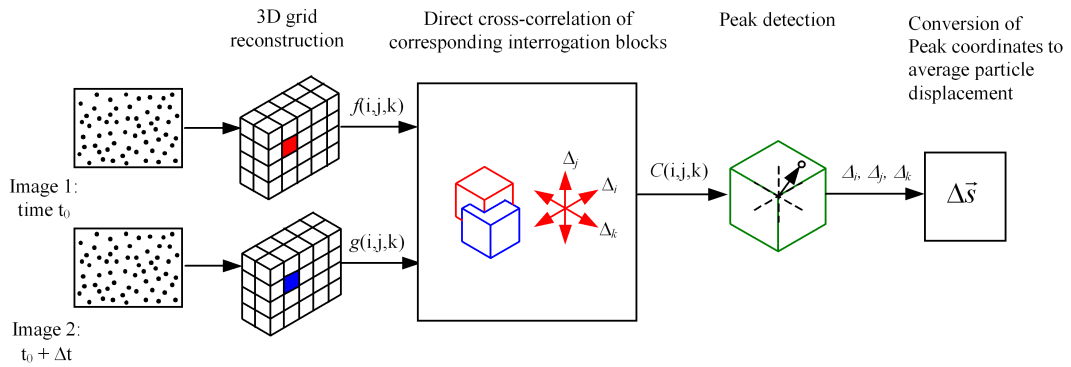 3D grid
reconstruction
Direct cross-correlation of
corresponding interrogation blocks
Peak detection
Conversion of
Peak coordinates to
average particle
displacement
Image 1:
time t₀
f(i,j,k)
Δⱼ
Δᵢ
Δₖ
C(i,j,k)
Δᵢ, Δⱼ, Δₖ
Δs⃗
g(i,j,k)
Image 2:
t₀ + Δt